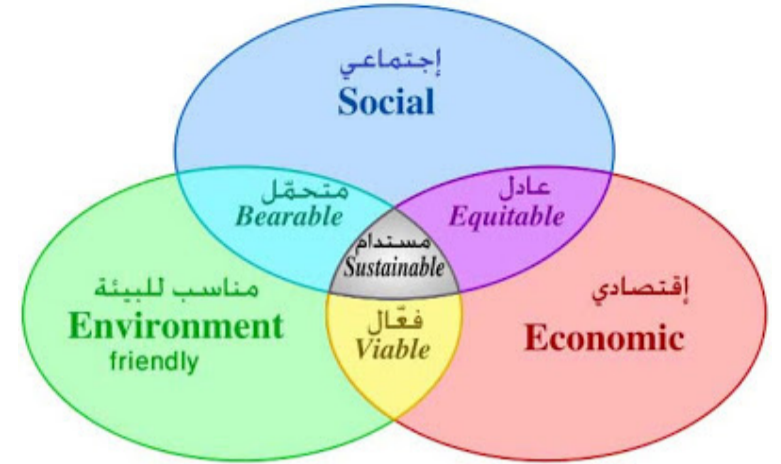 إجتماعي
Social
متحمّل
Bearable
عادل
Equitable
مستدام
Sustainable
مناسب للبيئة
Environment
friendly
فعّال
Viable
إقتصادي
Economic